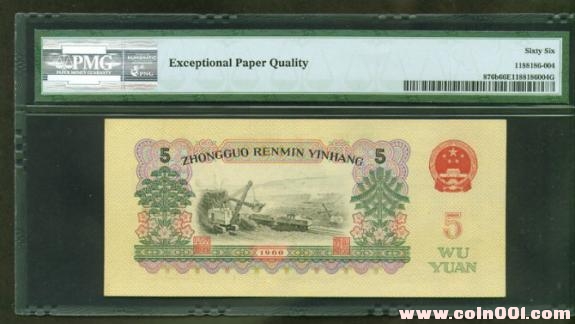 PMG
PAPER MONEY GUARANTY
PNG
Exceptional Paper Quality
Sixty Six
1188186-004
876b66E1188186004G
5 ZHONGGUO RENMIN YINHANG 5
1960
5
WU
YUAN
www.coin001.com